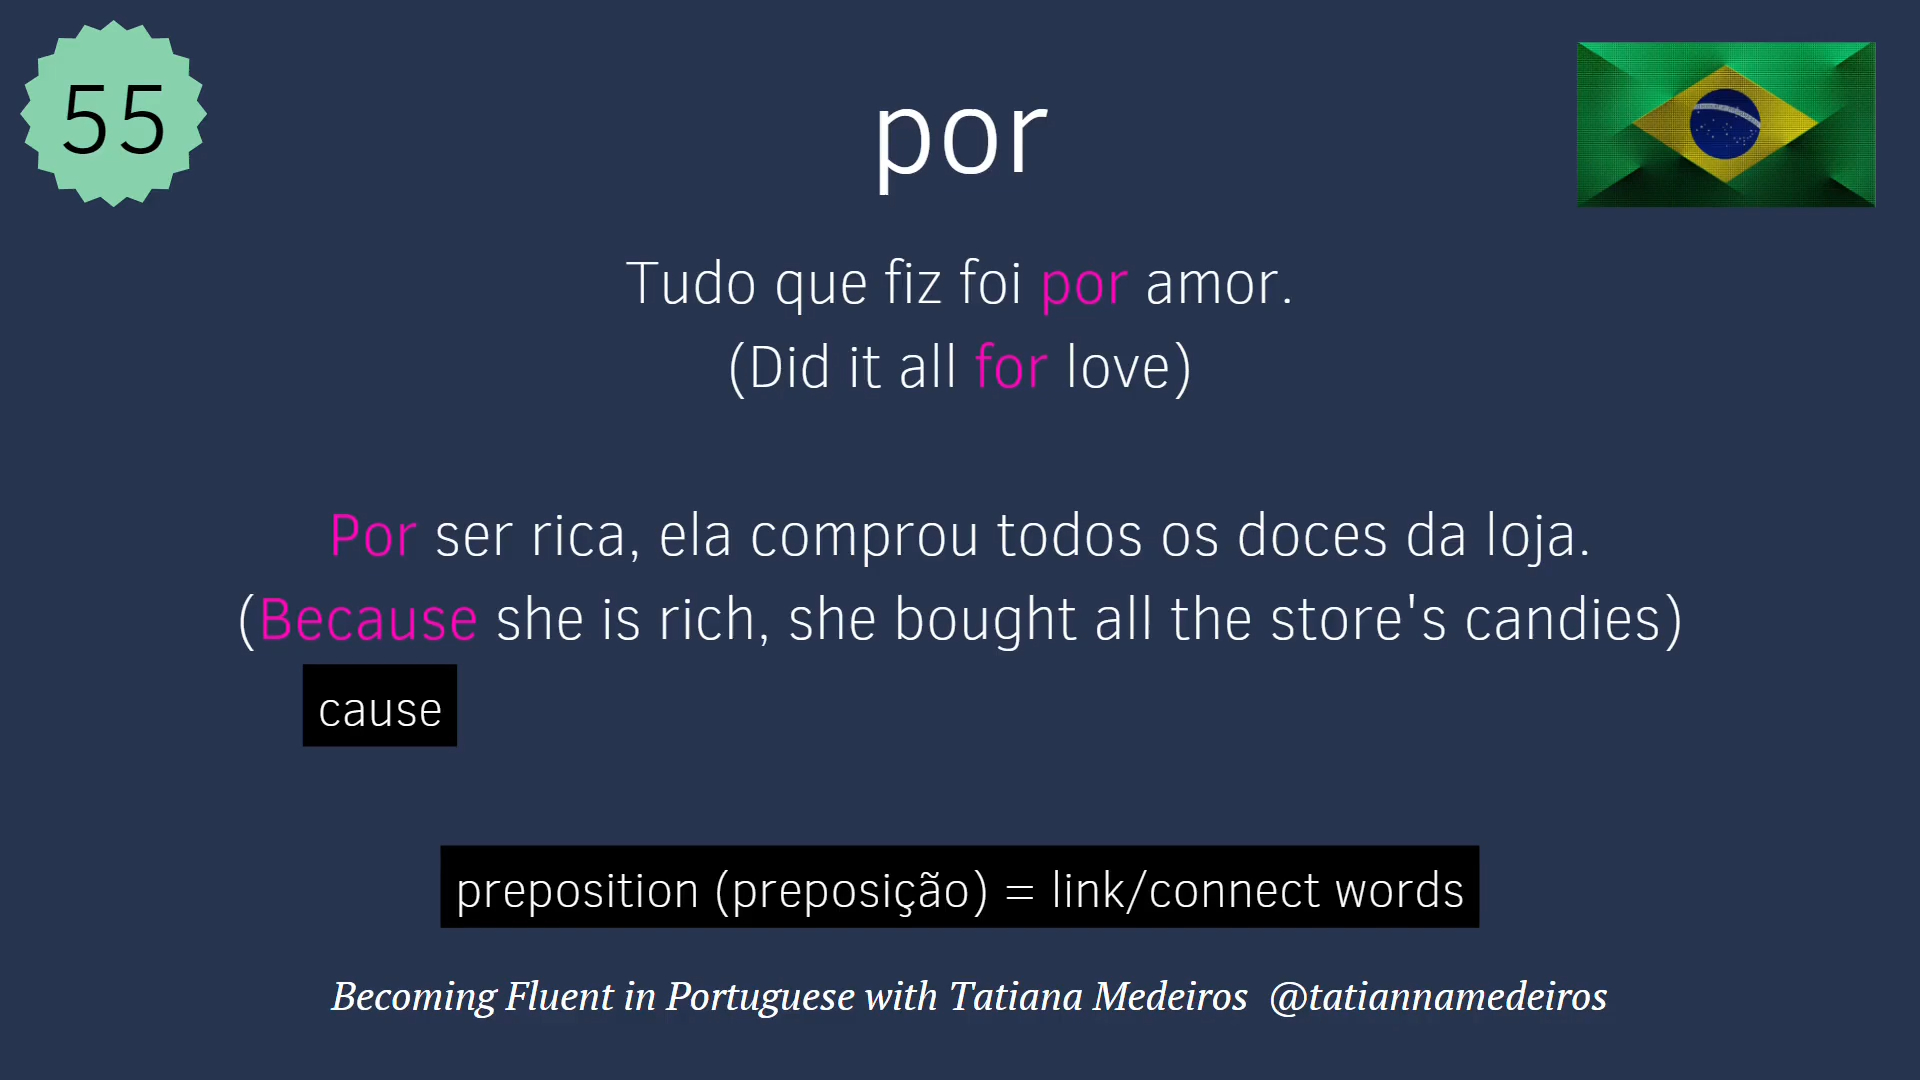 55
por
Tudo que fiz foi por amor.
(Did it all for love)
Por ser rica, ela comprou todos os doces da loja.
(Because she is rich, she bought all the store's candies)
cause
preposition (preposição) = link/connect words
Becoming Fluent in Portuguese with Tatiana Medeiros @tatiannamedeiros